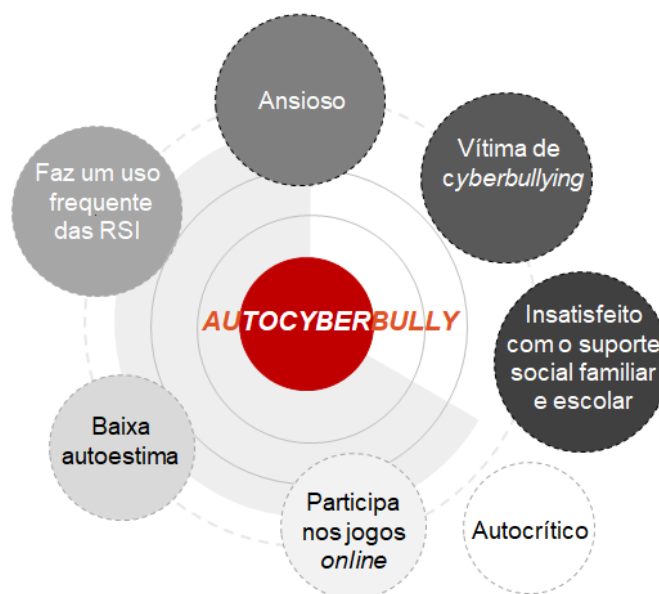 Ansioso
Vítima de
cyberbullying
Faz um uso
frequente
das RSI
AUTOCYBERBULLY
Insatisfeito
com o suporte
social familiar
e escolar
Baixa
autoestima
Participa
nos jogos
online
Autocrítico